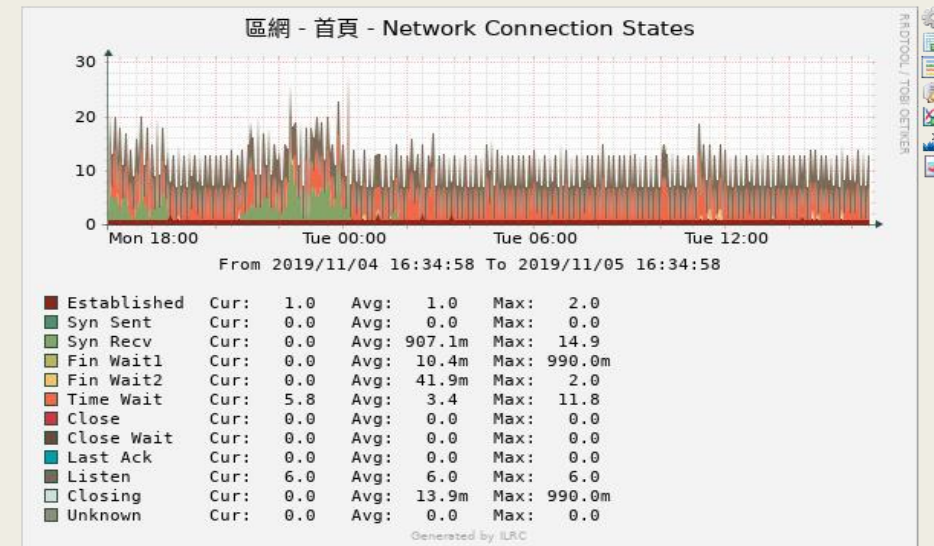 區網 - 首頁 - Network Connection States
RRDTOOL / TOBI OETIKER
30
20
10
0
Mon 18:00 Tue 00:00 Tue 06:00 Tue 12:00
From 2019/11/04 16:34:58 To 2019/11/05 16:34:58
Established Cur: 1.0 Avg: 1.0 Max: 2.0
Syn Sent Cur: 0.0 Avg: 0.0 Max: 0.0
Syn Recv Cur: 0.0 Avg: 907.1m Max: 14.9
Fin Wait1 Cur: 0.0 Avg: 10.4m Max: 990.0m
Fin Wait2 Cur: 0.0 Avg: 41.9m Max: 2.0
Time Wait Cur: 5.8 Avg: 3.4 Max: 11.8
Close Cur: 0.0 Avg: 0.0 Max: 0.0
Close Wait Cur: 0.0 Avg: 0.0 Max: 0.0
Last Ack Cur: 0.0 Avg: 0.0 Max: 0.0
Listen Cur: 6.0 Avg: 6.0 Max: 6.0
Closing Cur: 0.0 Avg: 13.9m Max: 990.0m
Unknown Cur: 0.0 Avg: 0.0 Max: 0.0
Generated by ILRC